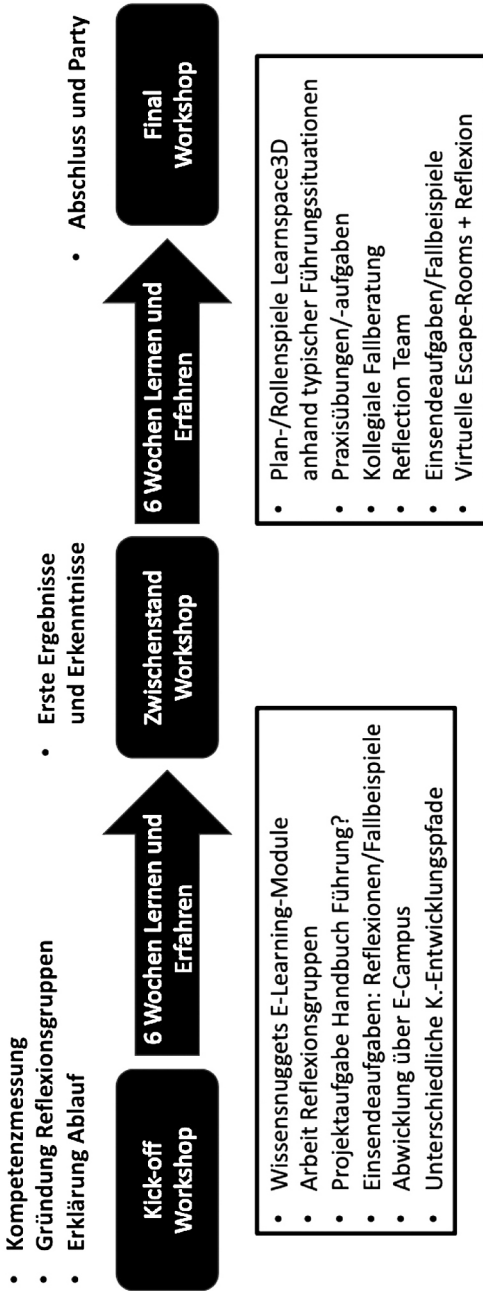 • Kompetenzmessung
• Gründung Reflexionsgruppen
• Erklärung Ablauf
Kick-off
Workshop
6 Wochen Lernen und
Erfahren
• Wissensnuggets E-Learning-Module
• Arbeit Reflexionsgruppen
• Projektaufgabe Handbuch Führung?
• Einsendeaufgaben: Reflexionen/Fallbeispiele
• Abwicklung über E-Campus
• Unterschiedliche K.-Entwicklungspfade
• Erste Ergebnisse
und Erkenntnisse
Zwischenstand
Workshop
6 Wochen Lernen und
Erfahren
• Plan-/Rollenspiele Learnspace3D
anhand typischer Führungssituationen
• Praxisübungen/-aufgaben
• Kollegiale Fallberatung
• Reflection Team
• Einsendeaufgaben/Fallbeispiele
• Virtuelle Escape-Rooms + Reflexion
• Abschluss und Party
Final
Workshop